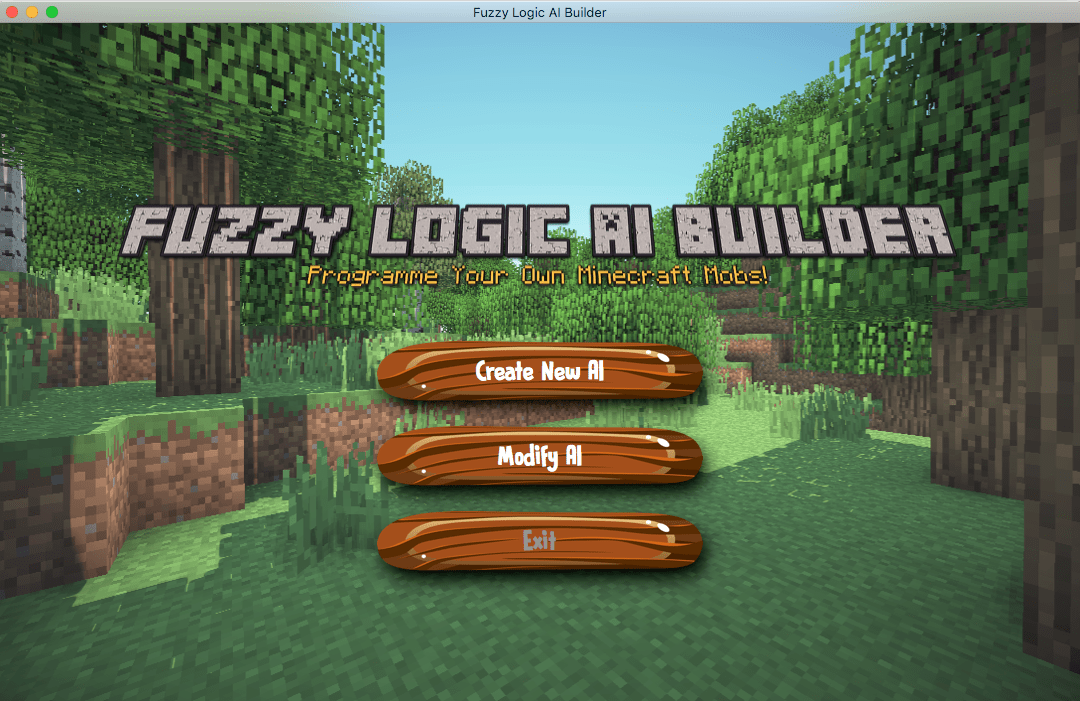 Fuzzy Logic AI Builder
FUZZY LOGIC AI BUILDER
Programme Your Own Minecraft Mobs!
Create New AI
Modify AI
Exit